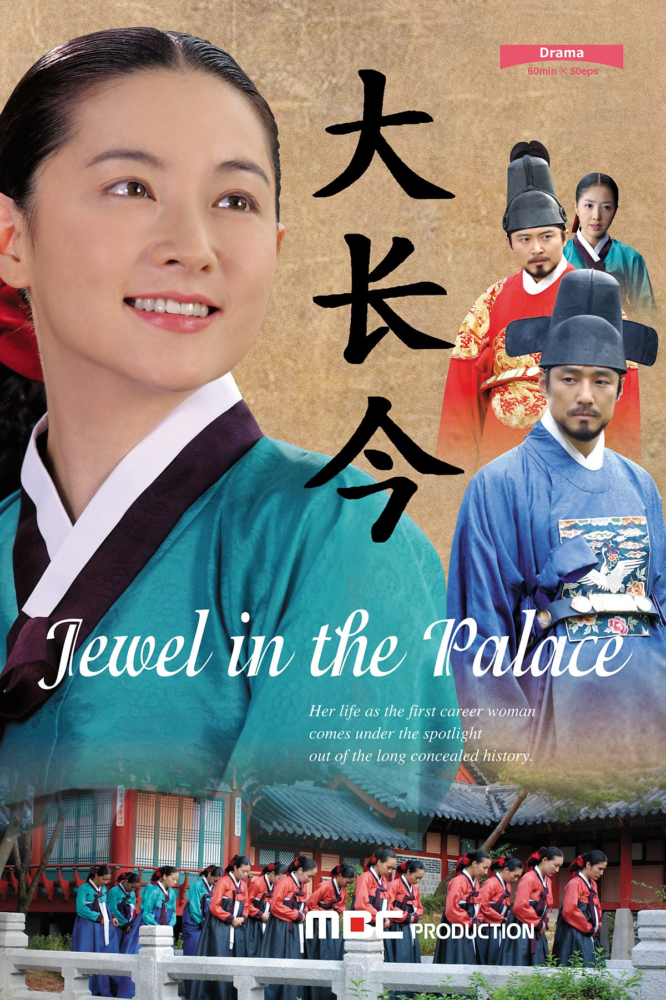 Drama
60min × 50eps
大长今
Jewel in the Palace
Her life as the first career woman
comes under the spotlight
out of the long concealed history.
MBC PRODUCTION